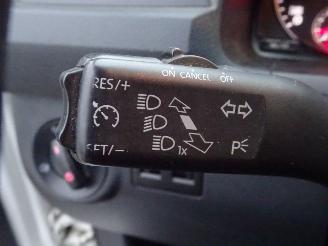 ON CANCEL OFF
RES/+
1x
SET/-
P